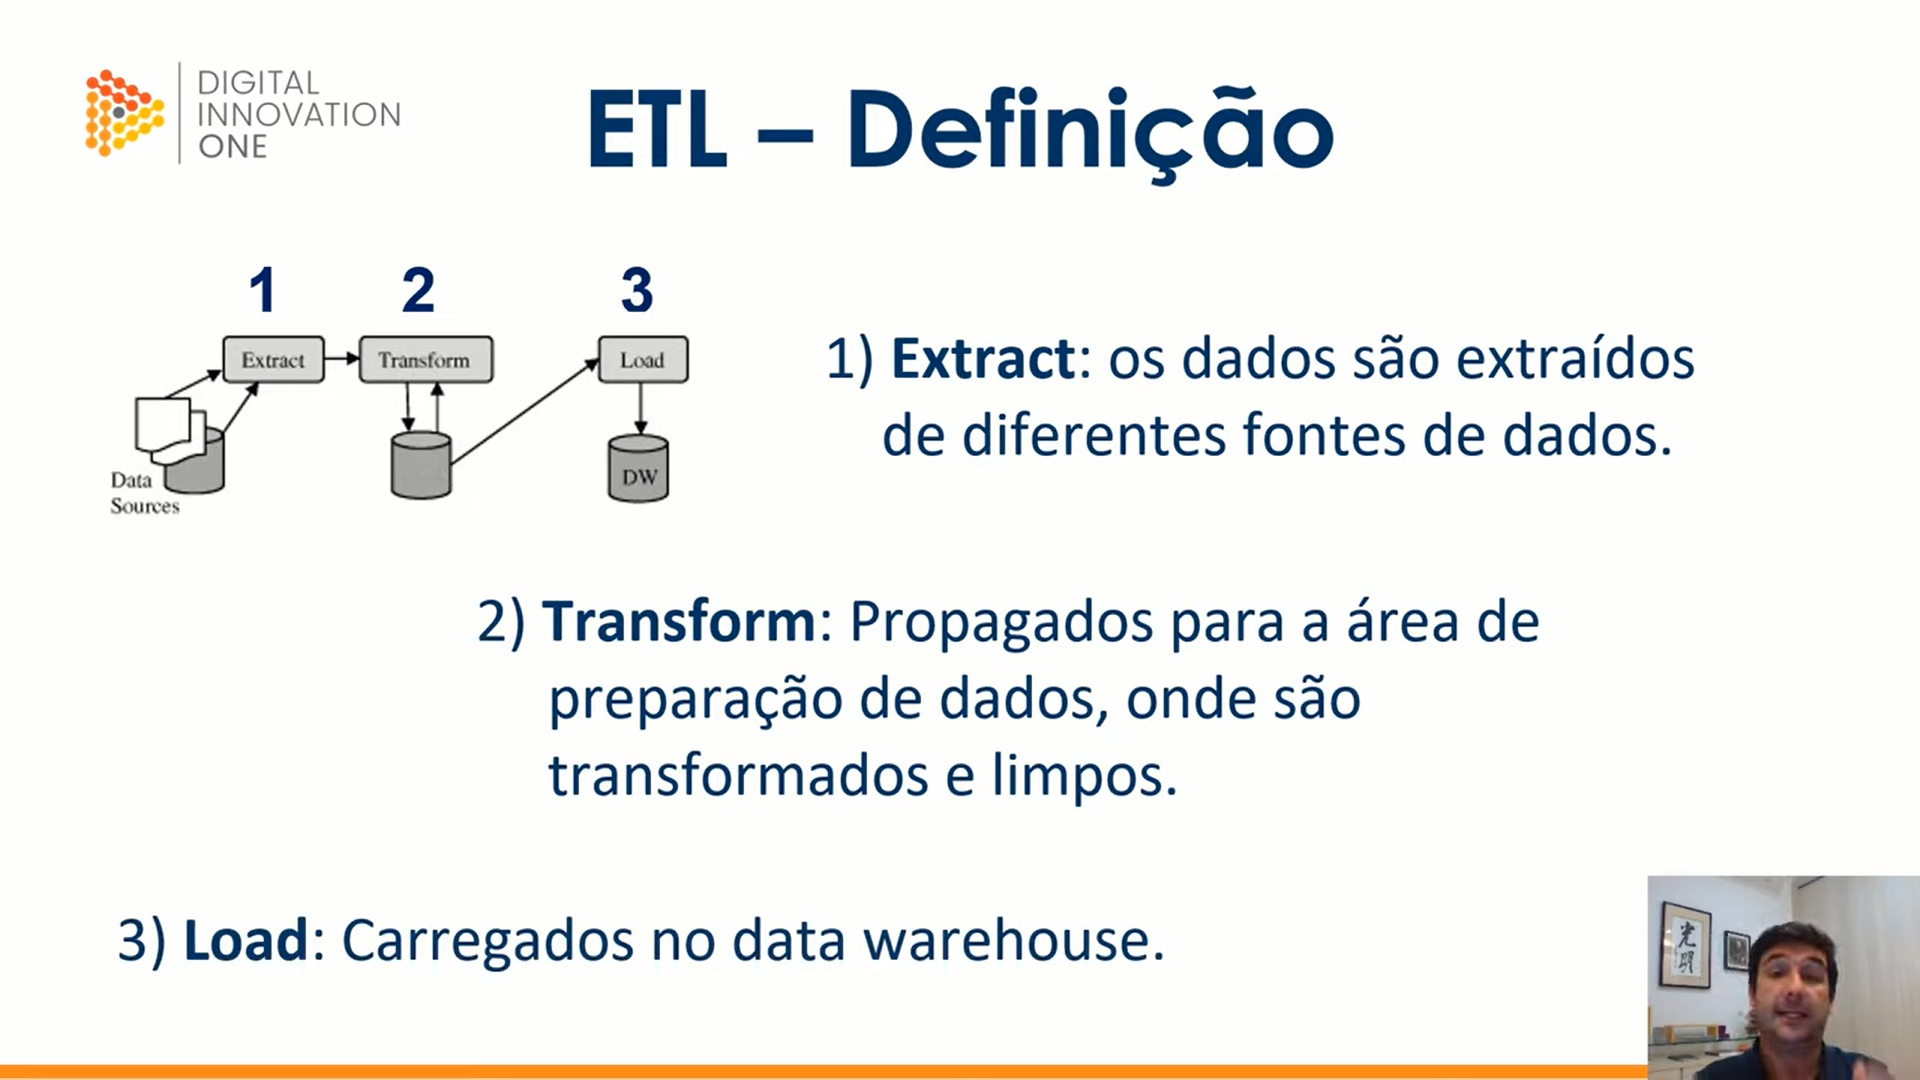 DIGITAL
INNOVATION
ONE
ETL – Definição
1
2
3
Extract
Transform
Load
DW
Data
Sources
1) Extract: os dados são extraídos
de diferentes fontes de dados.
2) Transform: Propagados para a área de
preparação de dados, onde são
transformados e limpos.
3) Load: Carregados no data warehouse.
光
明